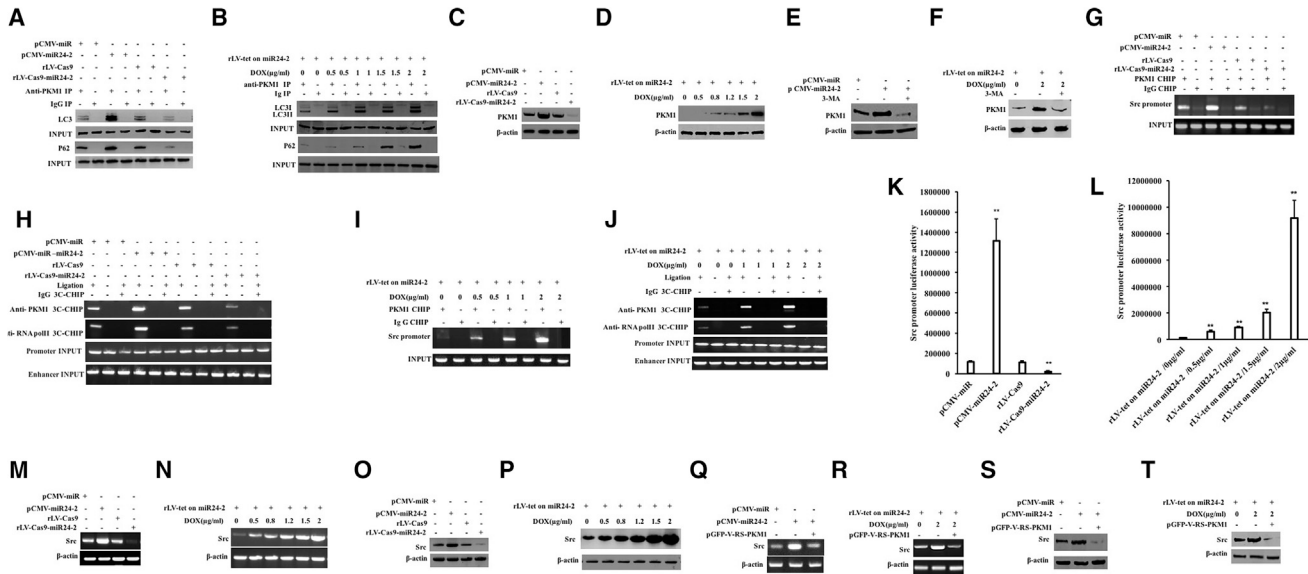 A
pCMV-miR + + - - - - - -
pCMV-miR24-2 - - + + - - - -
rLV-Cas9 - - - - + + - -
rLV-Cas9-miR24-2 - - - - - - + +
Anti-PKM1 IP + - + - + - + -
IgG IP - + - + - + - +
LC3
INPUT
P62
INPUT
B
rLV-tet on miR24-2 + + + + + + + + + +
DOX(μg/ml) 0 0 0.5 0.5 1 1 1.5 1.5 2 2
anti-PKM1 IP + - + - + - + - + -
Ig IP - + - + - + - + - +
LC3I
LC3II
INPUT
P62
INPUT
C
pCMV-miR + - - -
pCMV-miR24-2 - + - -
rLV-Cas9 - - + -
rLV-Cas9-miR24-2 - - - +
PKM1
β-actin
D
rLV-tet on miR24-2 + + + + + +
DOX(μg/ml) 0 0.5 0.8 1.2 1.5 2
PKM1
β-actin
E
pCMV-miR + - -
p CMV-miR24-2 - + +
3-MA - - +
PKM1
β-actin
F
rLV-tet on miR24-2 + + +
DOX(μg/ml) 0 2 2
3-MA - - +
PKM1
β-actin
G
pCMV-miR + + - - - - - -
pCMV-miR24-2 - - + + - - - -
rLV-Cas9 - - - - + + - -
rLV-Cas9-miR24-2 - - - - - - + +
PKM1 CHIP + - + - + - + -
IgG CHIP - + - + - + - +
Src promoter
INPUT
H
pCMV-miR + + + - - - - - - - - -
pCMV-miR –miR24-2 - - - + + + - - - - - -
rLV-Cas9 - - - - - - + + + - - -
rLV-Cas9-miR24-2 - - - - - - - - - + + +
Ligation + - + + - + + - + + - +
IgG 3C-CHIP - - + - - + - - + - - +
Anti-PKM1 3C-CHIP
nti- RNApolII 3C-CHIP
Promoter INPUT
Enhancer INPUT
I
rLV-tet on miR24-2 + + + + + + + +
DOX(μg/ml) 0 0 0.5 0.5 1 1 2 2
PKM1 CHIP + - + - + - + -
Ig G CHIP - + - + - + - +
Src promoter
INPUT
J
rLV-tet on miR24-2 + + + + + + + + +
DOX(μg/ml) 0 0 0 1 1 1 2 2 2
Ligation + - + + - + + - +
IgG 3C-CHIP - - + - - + - - +
Anti- PKM1 3C-CHIP
Anti- RNApolII 3C-CHIP
Promoter INPUT
Enhancer INPUT
K
Src promoter luciferase activity
1800000
1600000
1400000
1200000
1000000
800000
600000
400000
200000
0
**
**
pCMV-miR
pCMV-miR24-2
rLV-Cas9
rLV-Cas9-miR24-2
L
Src promoter luciferase activity
12000000
10000000
8000000
6000000
4000000
2000000
0
**
**
**
**
rLV-tet on miR24-2 /0μg/ml
rLV-tet on miR24-2 /0.5μg/ml
rLV-tet on miR24-2 /1μg/ml
rLV-tet on miR24-2 /1.5μg/ml
rLV-tet on miR24-2 /2μg/ml
M
pCMV-miR + - - -
pCMV-miR24-2 - + - -
rLV-Cas9 - - + -
rLV-Cas9-miR24-2 - - - +
Src
β-actin
N
rLV-tet on miR24-2 + + + + + +
DOX(μg/ml) 0 0.5 0.8 1.2 1.5 2
Src
β-actin
O
pCMV-miR + - - -
pCMV-miR24-2 - + - -
rLV-Cas9 - - + -
rLV-Cas9-miR24-2 - - - +
Src
β-actin
P
rLV-tet on miR24-2 + + + + + +
DOX(μg/ml) 0 0.5 0.8 1.2 1.5 2
Src
β-actin
Q
pCMV-miR + - -
pCMV-miR24-2 - + +
pGFP-V-RS-PKM1 - - +
Src
β-actin
R
rLV-tet on miR24-2 + + +
DOX(μg/ml) 0 2 2
pGFP-V-RS-PKM1 - - +
Src
β-actin
S
pCMV-miR + - -
pCMV-miR24-2 - + +
pGFP-V-RS-PKM1 - - +
Src
β-actin
T
rLV-tet on miR24-2 + + +
DOX(μg/ml) 0 2 2
pGFP-V-RS-PKM1 - - +
Src
β-actin